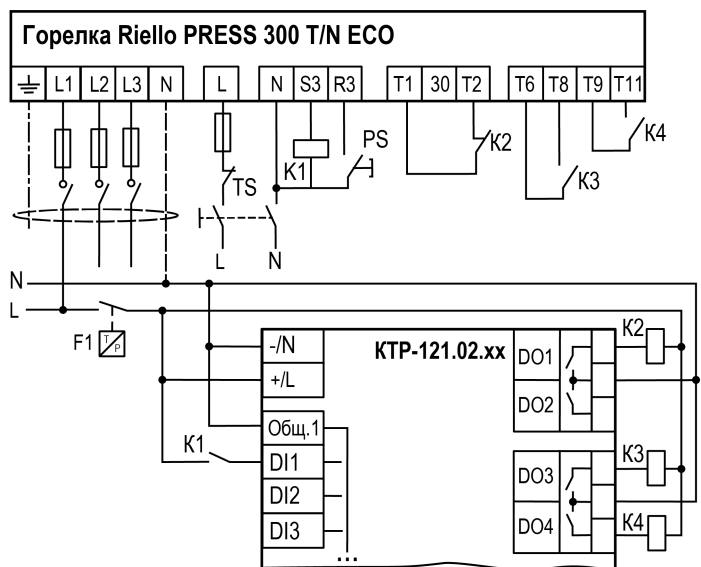 Горелка Riello PRESS 300 T/N ECO
L1 L2 L3 N L N S3 R3 T1 30 T2 T6 T8 T9 T11
PS
K2
K4
K1
TS
K3
L N
N
L
F1 T/P
-/N
КТР-121.02.xx
DO1
K2
+/L
DO2
Общ.1
K1
DI1
DO3
K3
DI2
DI3
DO4
K4
...